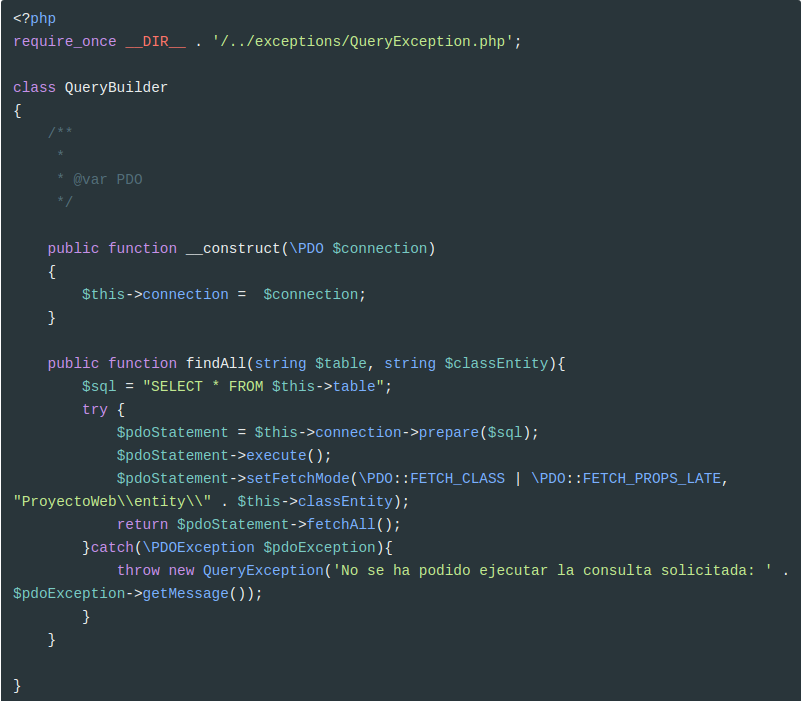 <?php
require_once __DIR__ . '/../exceptions/QueryException.php';

class QueryBuilder
{
    /**
     *
     * @var PDO
     */

    public function __construct(\PDO $connection)
    {
        $this->connection =  $connection;
    }

    public function findAll(string $table, string $classEntity){
        $sql = "SELECT * FROM $this->table";
        try {
            $pdoStatement = $this->connection->prepare($sql);
            $pdoStatement->execute();
            $pdoStatement->setFetchMode(\PDO::FETCH_CLASS | \PDO::FETCH_PROPS_LATE,
"ProyectoWeb\\entity\\" . $this->classEntity);
            return $pdoStatement->fetchAll();
        }catch(\PDOException $pdoException){
            throw new QueryException('No se ha podido ejecutar la consulta solicitada: ' .
$pdoException->getMessage());
        }
    }

}